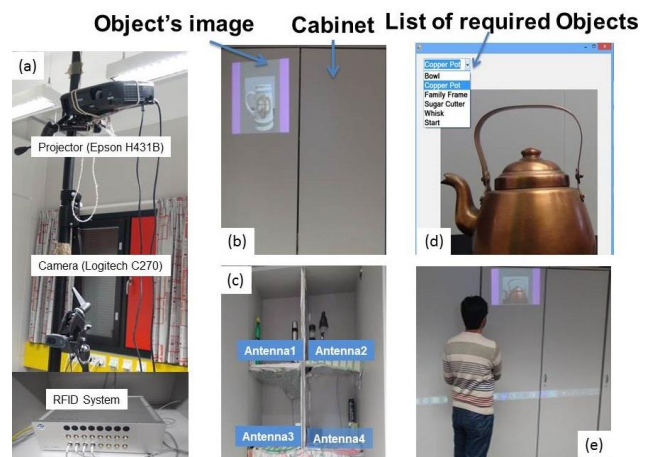 Object's image
Cabinet
List of required Objects
(a)
Projector (Epson H431B)
Camera (Logitech C270)
RFID System
(b)
(c)
Antenna1
Antenna2
Antenna3
Antenna4
Copper Pot
Bowl
Copper Pot
Family Frame
Sugar Cutter
Whisk
Start
(d)
(e)